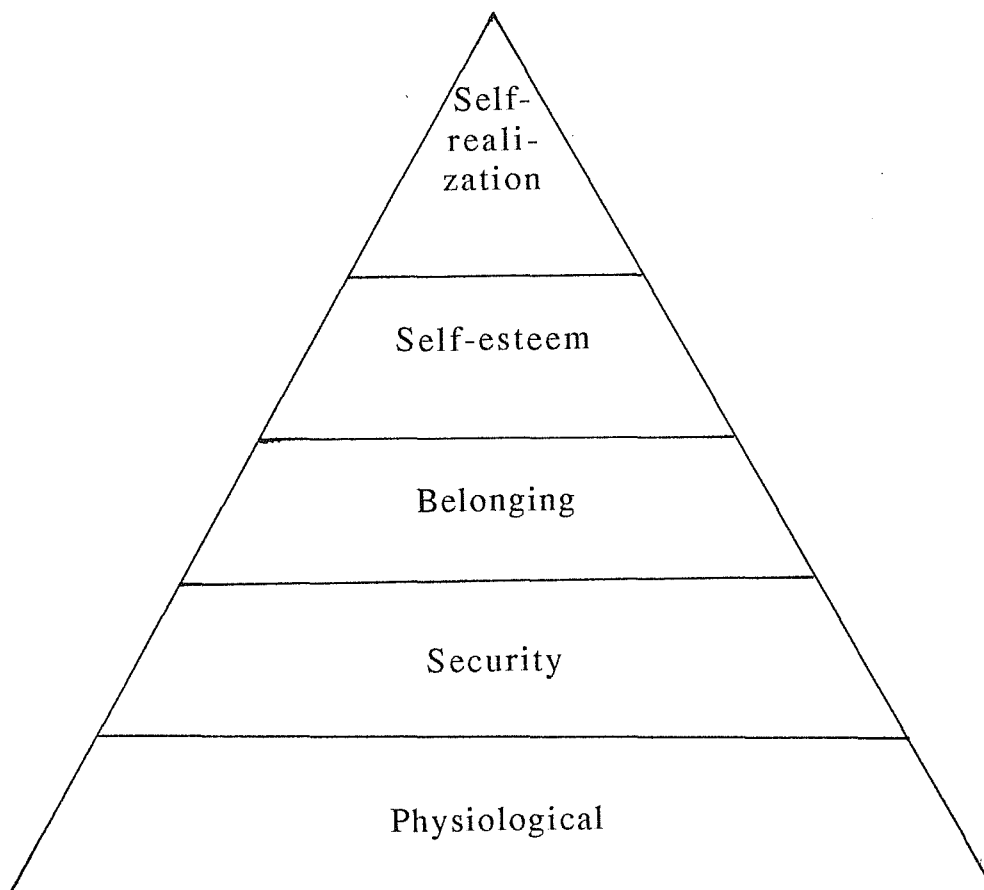 Self-
reali-
zation
Self-esteem
Belonging
Security
Physiological